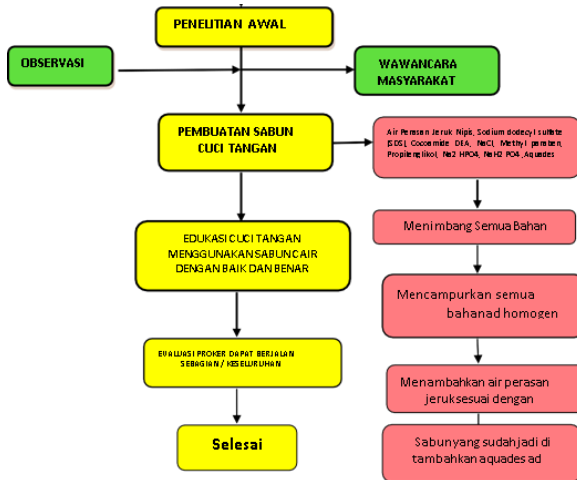 PENELITIAN AWAL
OBSERVASI
WAWANCARA
MASYARAKAT
PEMBUATAN SABUN
CUCI TANGAN
Air Perasan Jeruk Nipis, Sodium dodecyl sulfate
(SDS), Cocoamide DEA, NaCl, Methyl paraben,
Propilenglikol, Na2 HPO4, NaH2 PO4, Aquades
EDUKASI CUCI TANGAN
MENGGUNAKAN SABUN CAIR
DENGAN BAIK DAN BENAR
Menimbang Semua Bahan
Mencampurkan semua
bahanad homogen
EVALUASI PROKER DAPAT BERJALAN
SEBAGIAN / KESELURUHAN
Menambahkan air perasan
jeruksesuai dengan
Selesai
Sabunyang sudahjadi di
tambahkan aquades ad